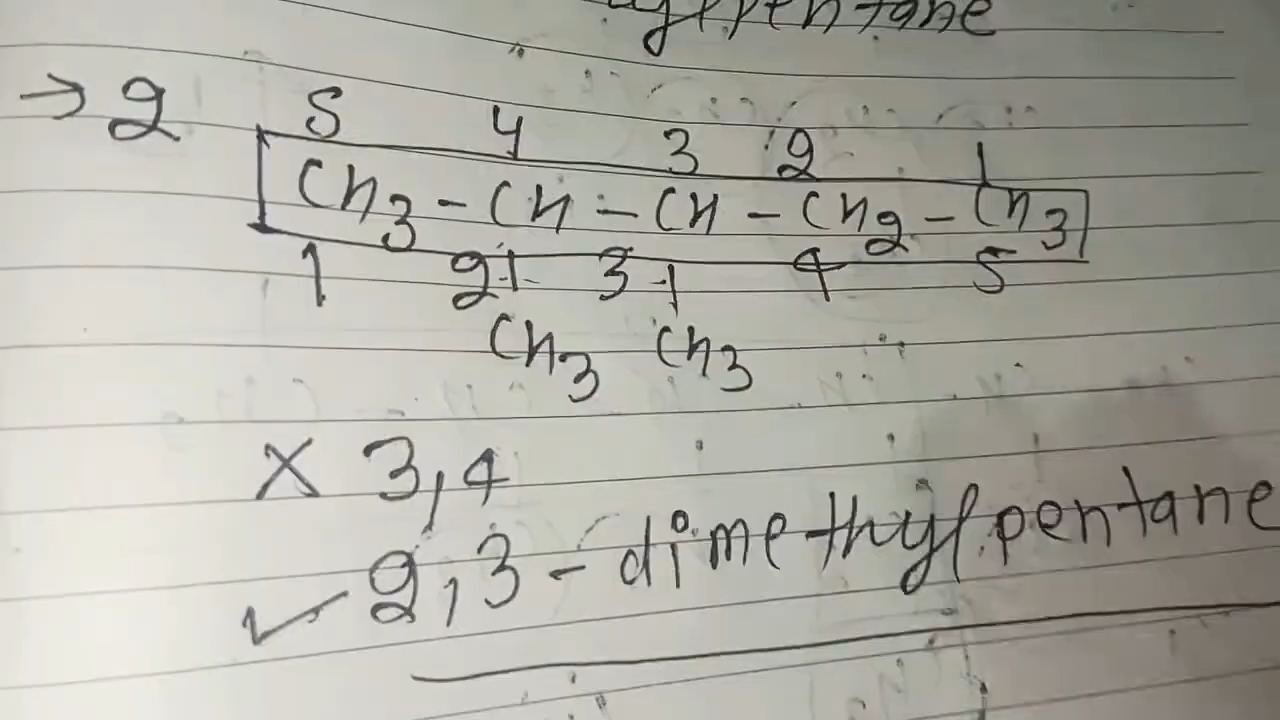 → 2
5 4 3 2 1
CH3 - CH - CH - CH2 - CH3
1 2 3 4 5
CH3 CH3
× 3,4
✓ 2,3 - dimethylpentane